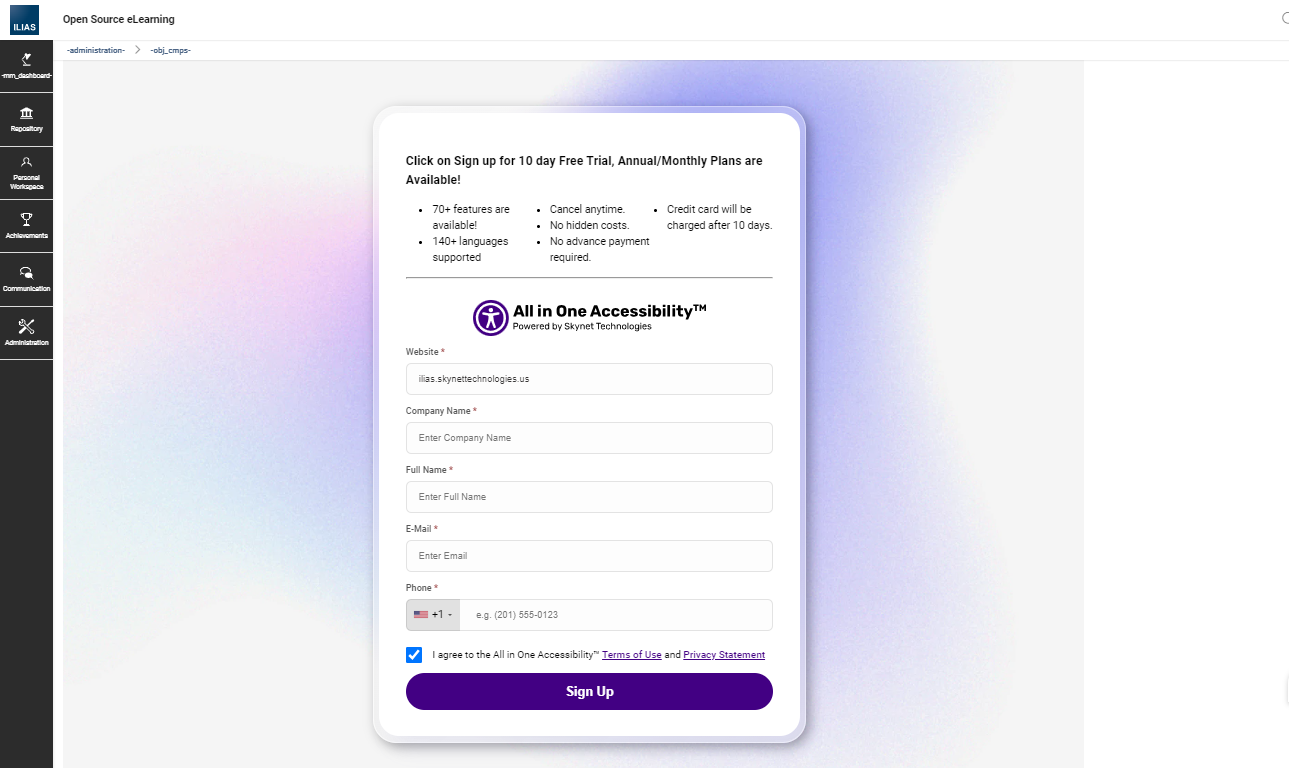 ILIAS
Open Source eLearning
-administration-
-obj_cmps-
-mm_dashboard-
Repository
Personal
Workspace
Achievements
Communication
Administration
Click on Sign up for 10 day Free Trial, Annual/Monthly Plans are
Available!
70+ features are
available!
140+ languages
supported
Cancel anytime.
No hidden costs.
No advance payment
required.
Credit card will be
charged after 10 days.
All in One Accessibility™
Powered by Skynet Technologies
Website *
ilias.skynettechnologies.us
Company Name *
Enter Company Name
Full Name *
Enter Full Name
E-Mail *
Enter Email
Phone *
+1
e.g. (201) 555-0123
I agree to the All in One Accessibility™ Terms of Use and Privacy Statement
Sign Up